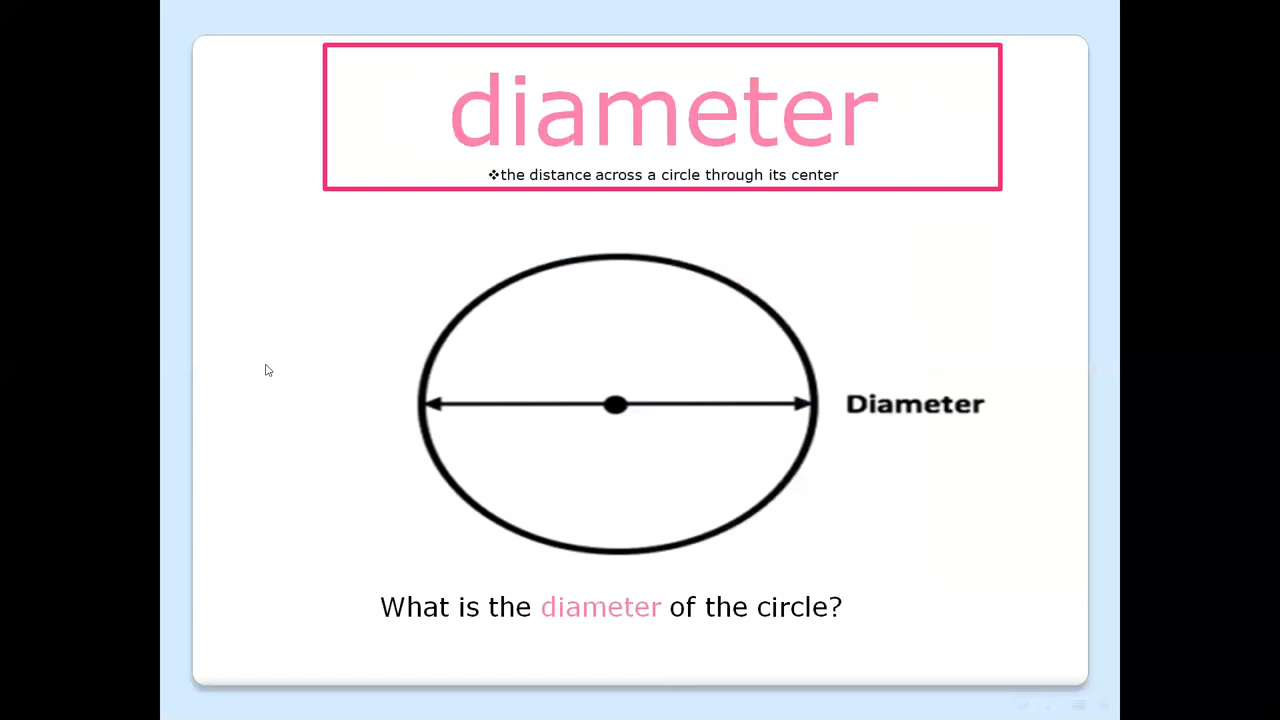 diameter
❖the distance across a circle through its center
Diameter
What is the diameter of the circle?